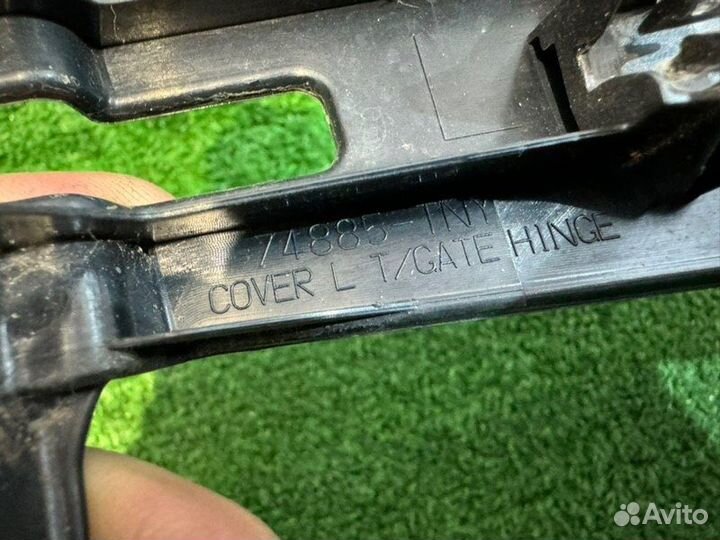 74885-TNY
COVER L T/GATE HINGE
Avito